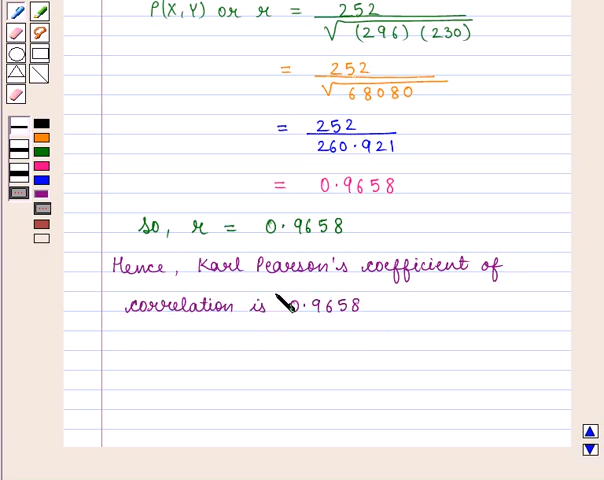 P(X, Y) or r = 252 / √(296) (230)
= 252 / √68080
= 252 / 260.921
= 0.9658
So, r = 0.9658
Hence, Karl Pearson's coefficient of
correlation is 0.9658